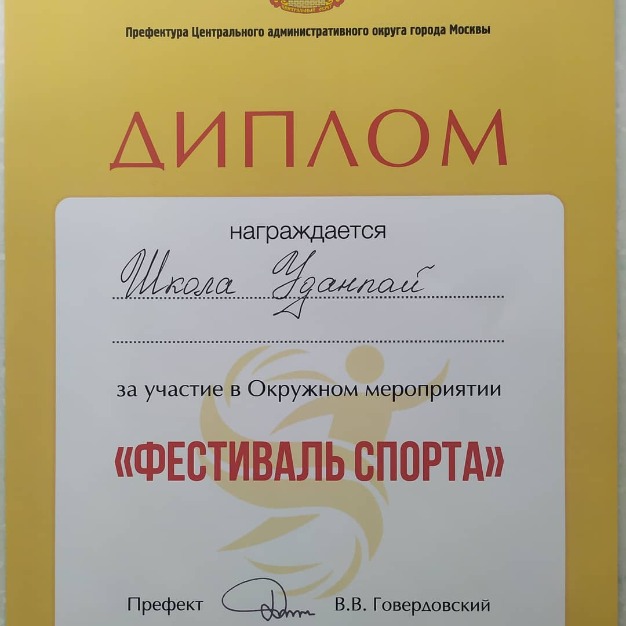 Префектура Центрального административного округа города Москвы
ДИПЛОМ
награждается
Школа Уданпай
за участие в Окружном мероприятии
«ФЕСТИВАЛЬ СПОРТА»
Префект В.В. Говердовский